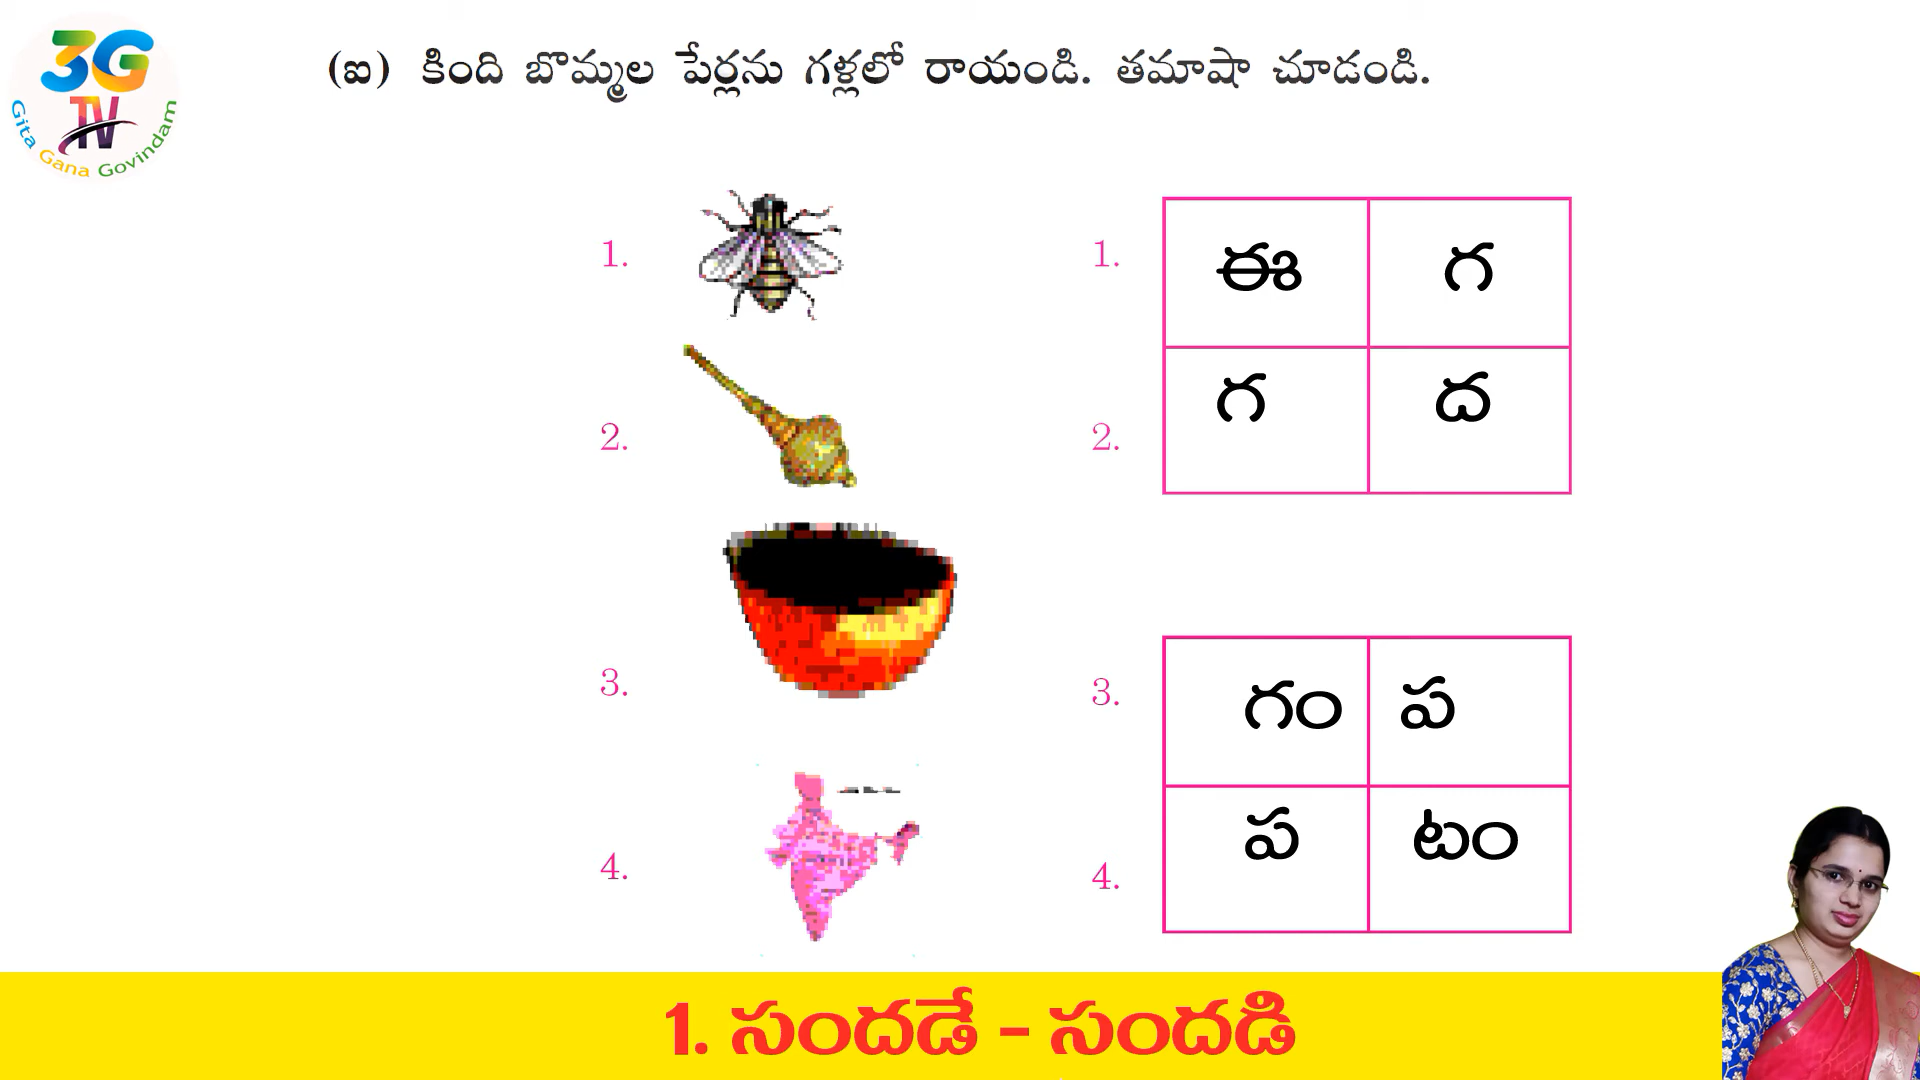 3G
TV
Gita Gana Govindam
(ఐ) కింది బొమ్మల పేర్లను గళ్లలో రాయండి. తమాషా చూడండి.
1.
2.
3.
4.
1. ఈ గ
2. గ ద
3. గం ప
4. ప టం
1. సందడే - సందడి